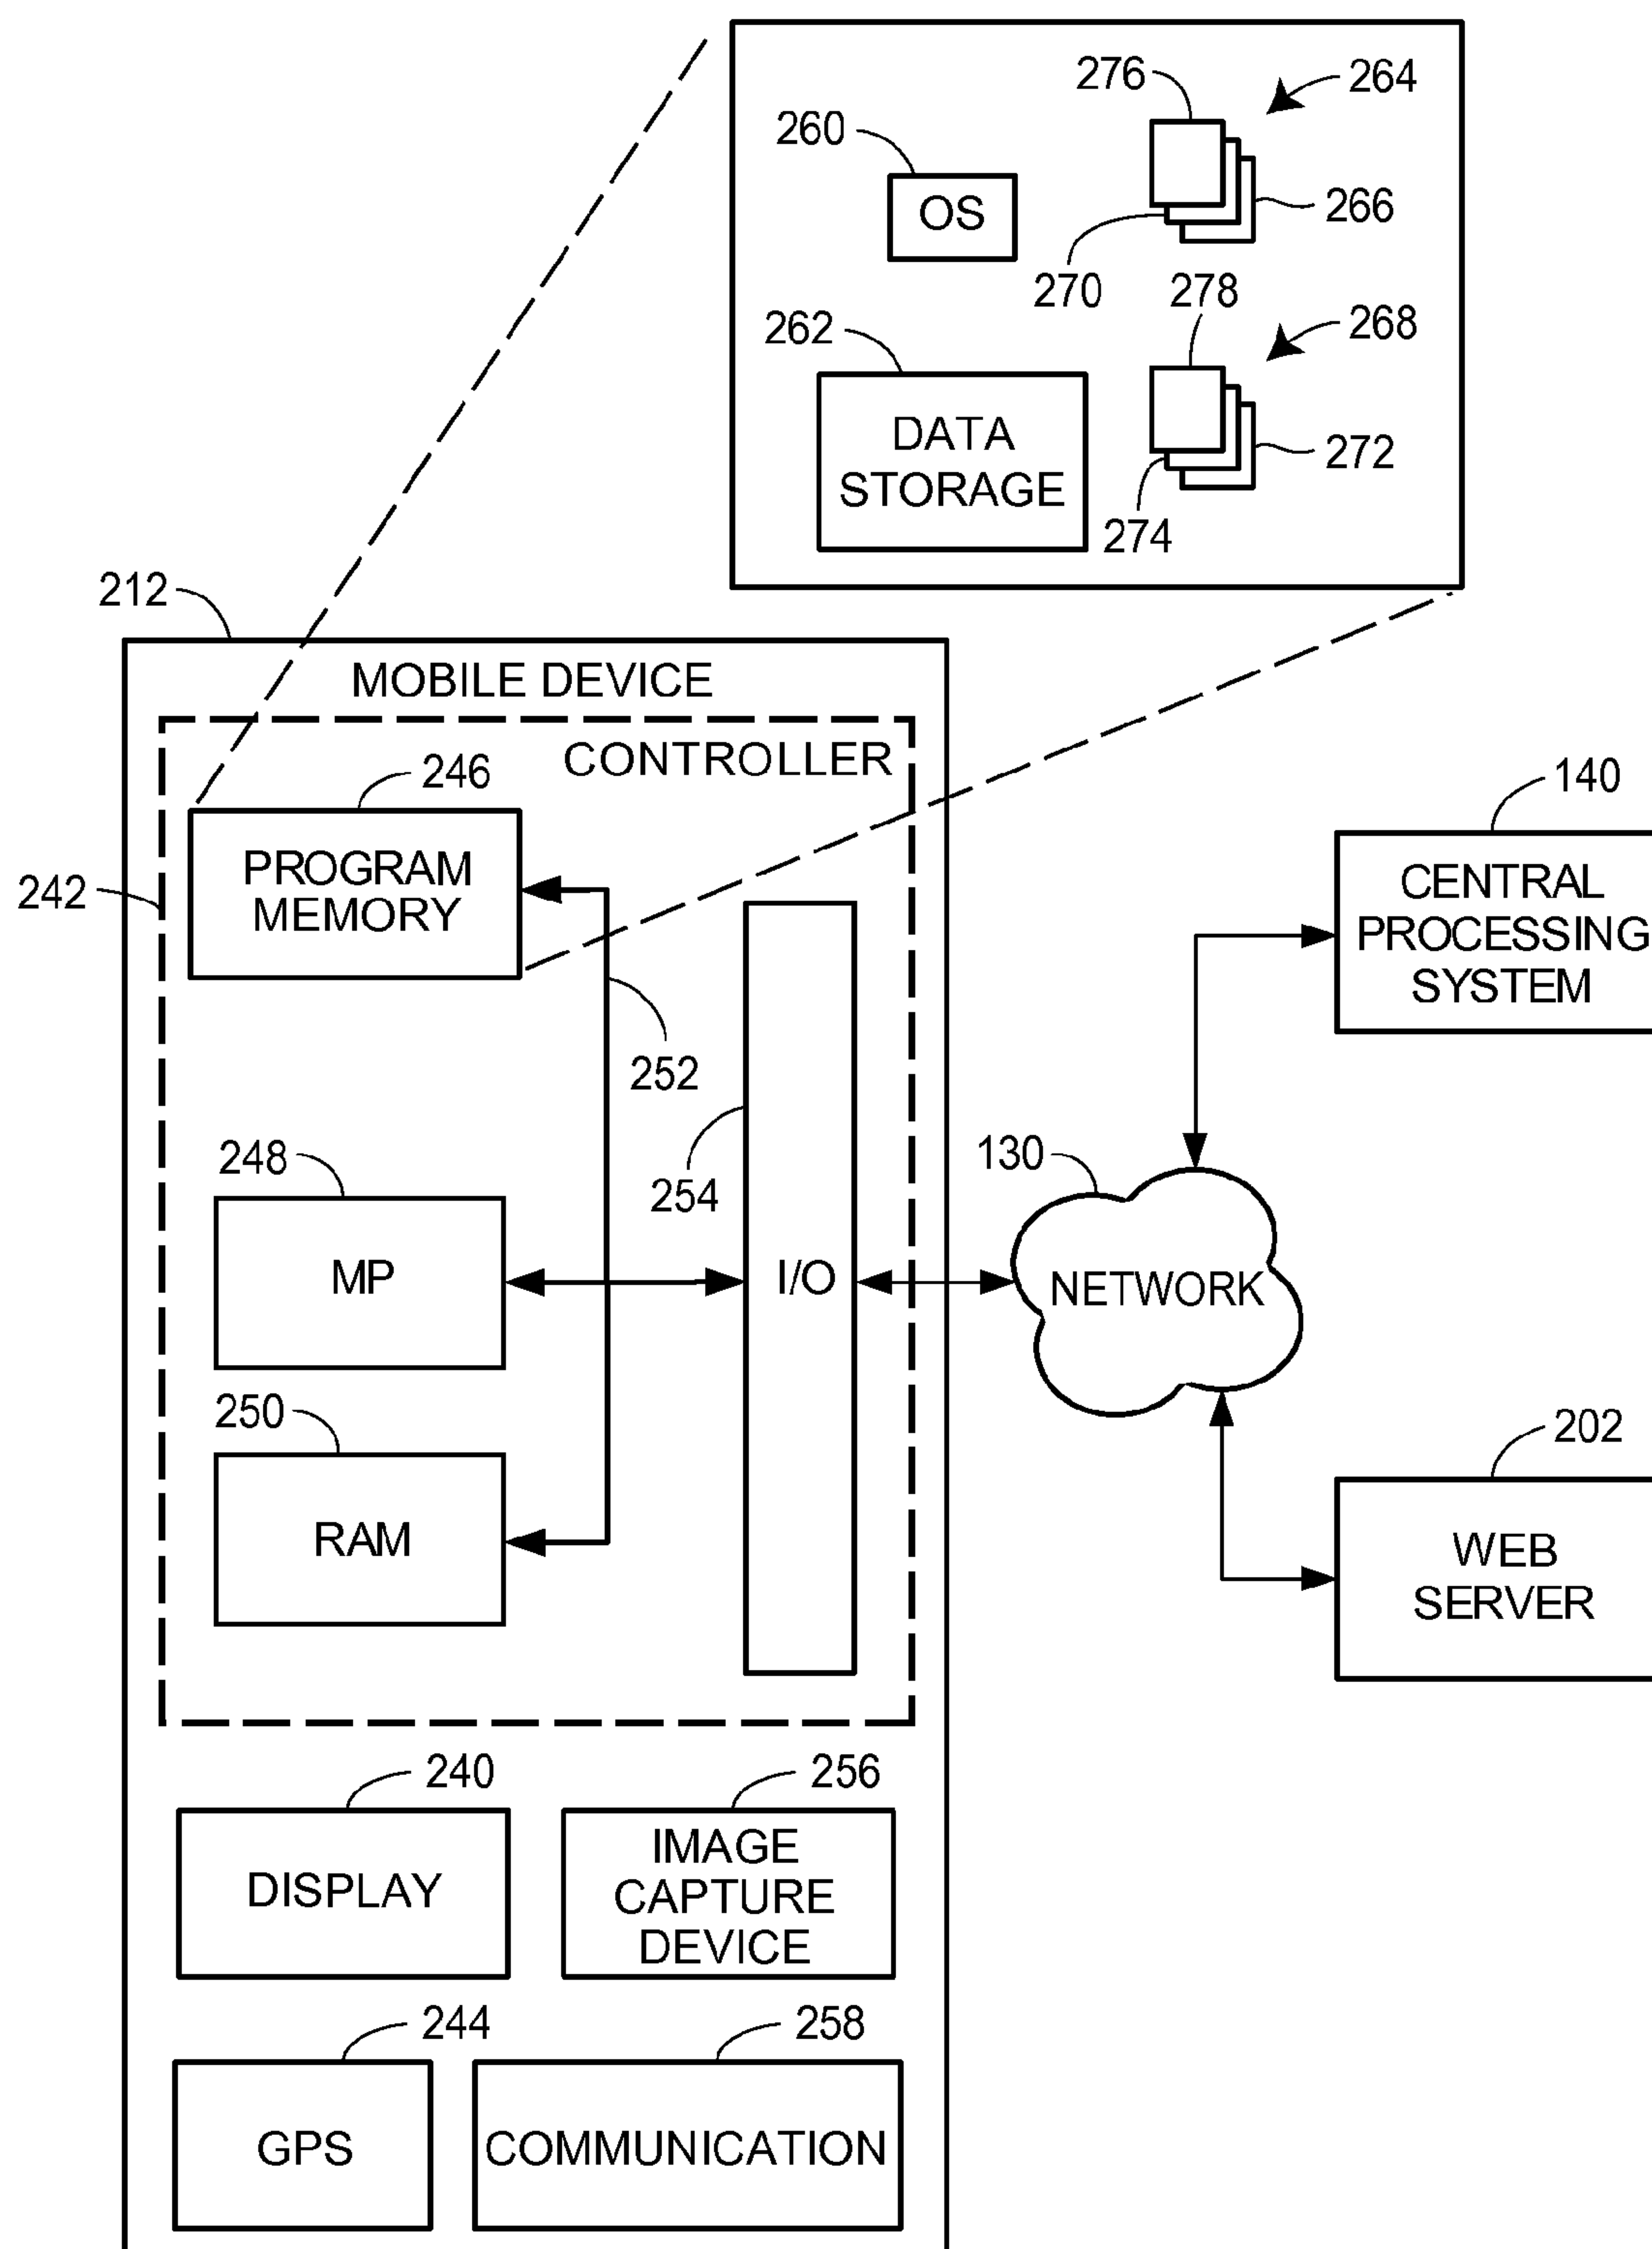 276
264
260
OS
266
270
278
262
268
DATA
STORAGE
272
274
212
MOBILE DEVICE
CONTROLLER
246
PROGRAM
MEMORY
242
252
140
CENTRAL
PROCESSING
SYSTEM
248
254
130
MP
I/O
NETWORK
250
RAM
202
WEB
SERVER
240
256
DISPLAY
IMAGE
CAPTURE
DEVICE
244
258
GPS
COMMUNICATION